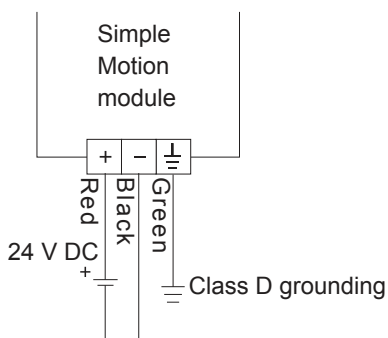 Simple
Motion
module
+ −
Red
Black
Green
24 V DC
+
Class D grounding